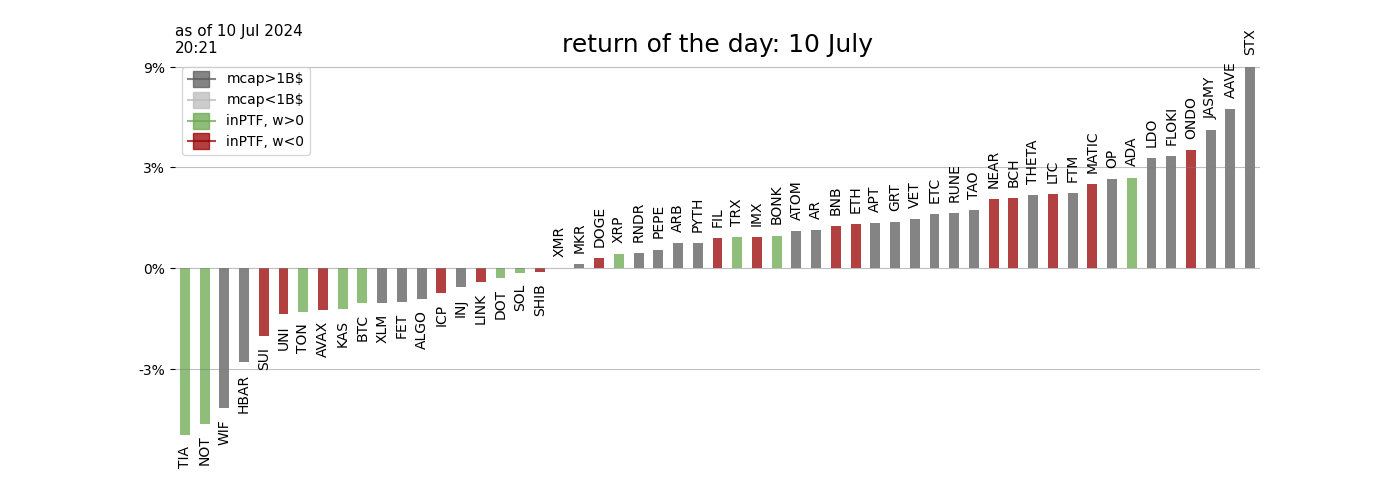 as of 10 Jul 2024
20:21
return of the day: 10 July
mcap>1B$
mcap<1B$
inPTF, w>0
inPTF, w<0
9%
3%
0%
-3%
TIA
NOT
WIF
HBAR
SUI
UNI
TON
AVAX
KAS
BTC
XLM
FET
ALGO
ICP
INJ
LINK
DOT
SOL
SHIB
XMR
MKR
DOGE
XRP
RNDR
PEPE
ARB
PYTH
FIL
TRX
IMX
BONK
ATOM
AR
BNB
ETH
APT
GRT
VET
ETC
RUNE
TAO
NEAR
BCH
THETA
LTC
FTM
MATIC
OP
ADA
LDO
FLOKI
ONDO
JASMY
AAVE
STX